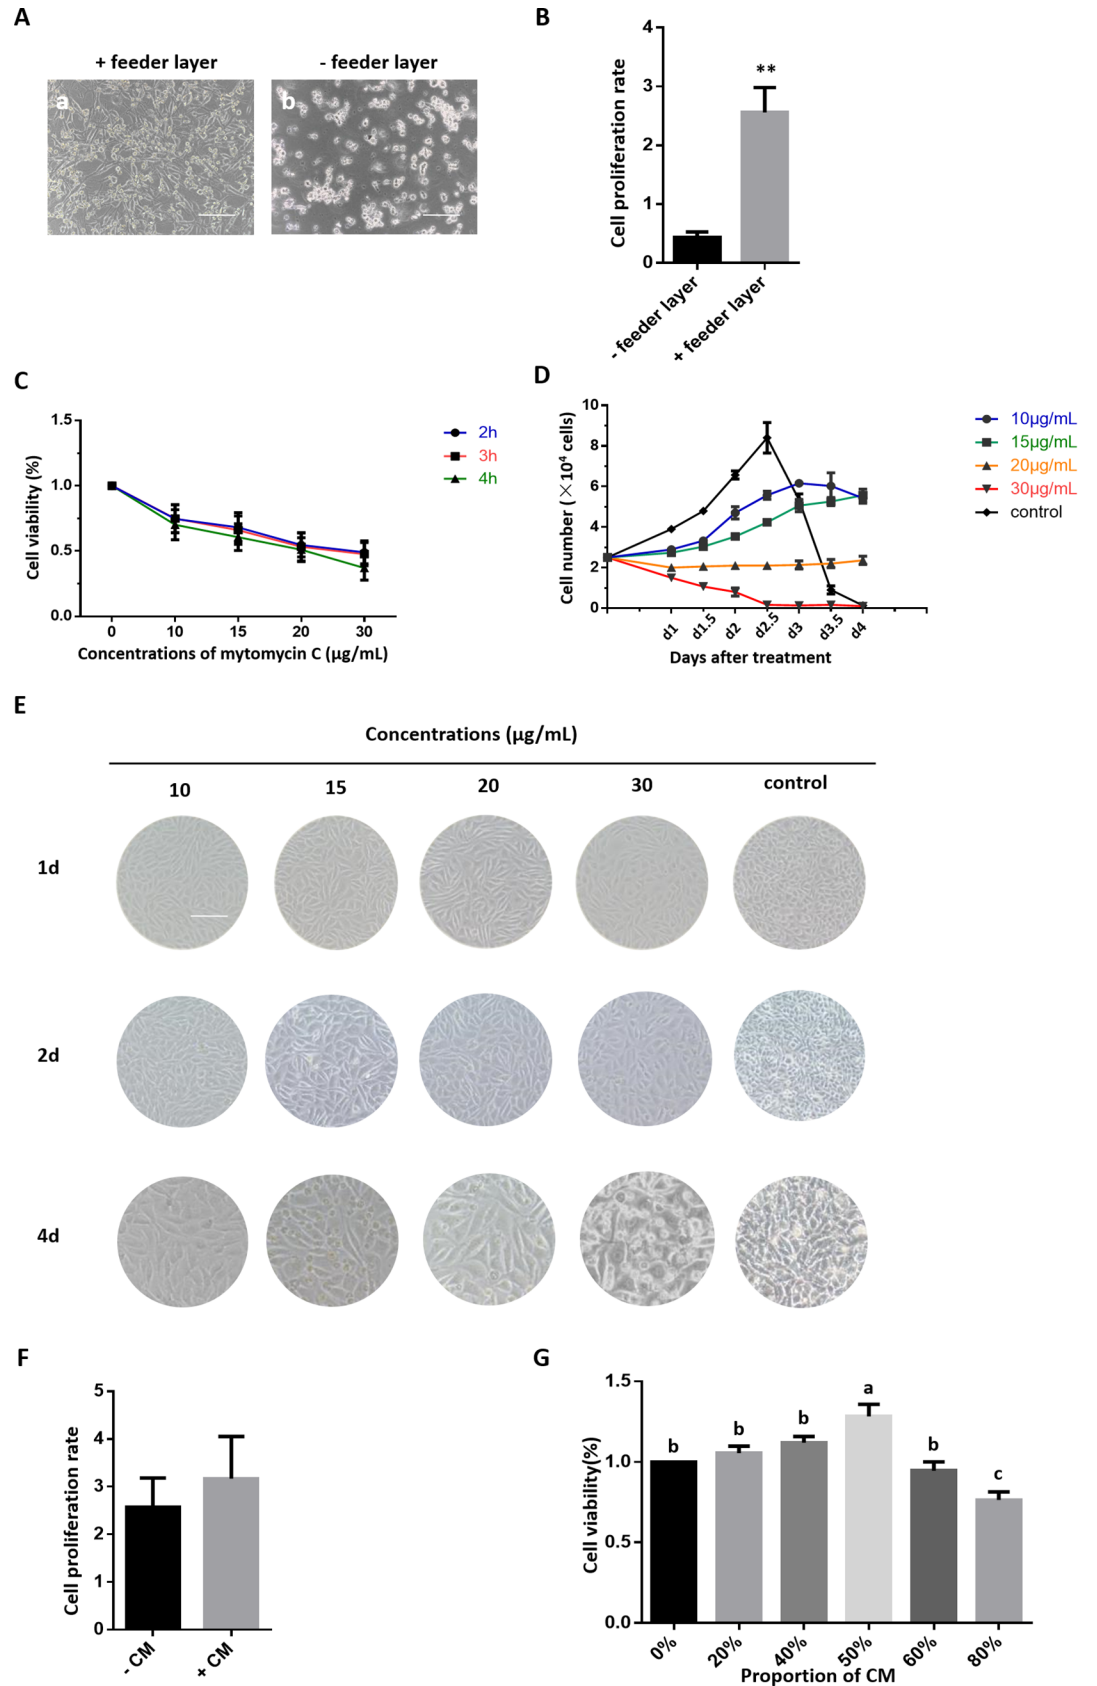 A
+ feeder layer
- feeder layer
a
b
B
Cell proliferation rate
4
3
2
1
0
**
- feeder layer
+ feeder layer
C
Cell viability (%)
1.5
1.0
0.5
0.0
0
10
15
20
30
Concentrations of mytomycin C (μg/mL)
2h
3h
4h
D
Cell number (×10⁴ cells)
10
8
6
4
2
0
d1
d1.5
d2
d2.5
d3
d3.5
d4
Days after treatment
10μg/mL
15μg/mL
20μg/mL
30μg/mL
control
E
Concentrations (μg/mL)
10
15
20
30
control
1d
2d
4d
F
Cell proliferation rate
5
4
3
2
1
0
- CM
+ CM
G
Cell viability(%)
1.5
1.0
0.5
0.0
b
b
b
a
b
c
0%
20%
40%
50%
60%
80%
Proportion of CM